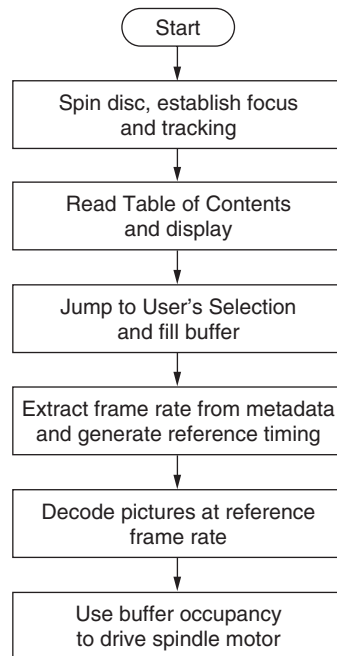 Start
Spin disc, establish focus
and tracking
Read Table of Contents
and display
Jump to User's Selection
and fill buffer
Extract frame rate from metadata
and generate reference timing
Decode pictures at reference
frame rate
Use buffer occupancy
to drive spindle motor